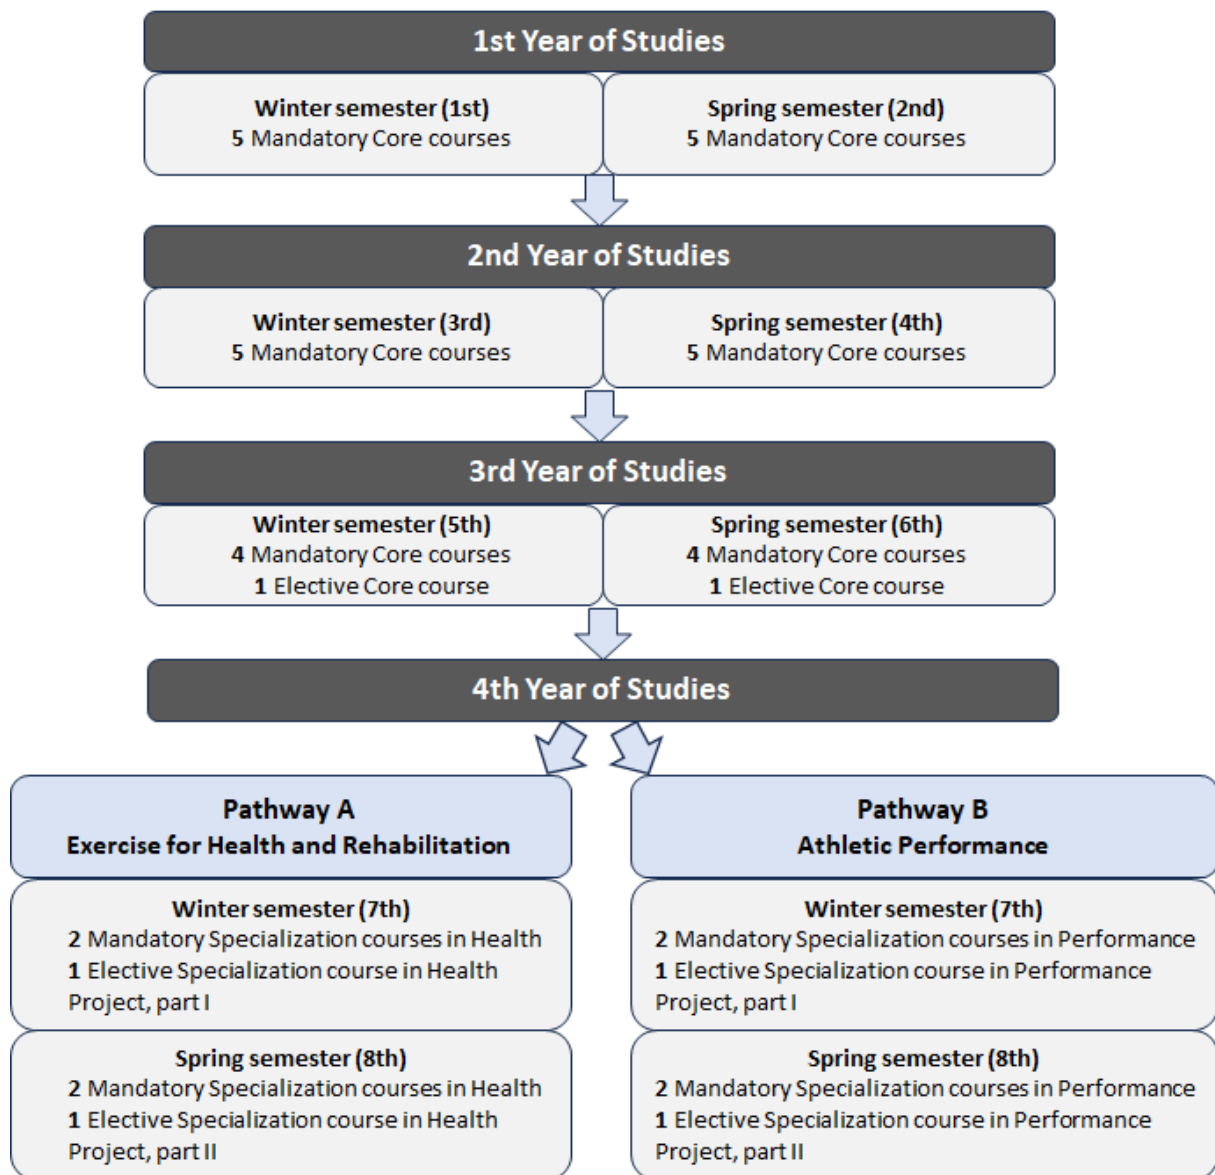 1st Year of Studies
Winter semester (1st)
5 Mandatory Core courses
Spring semester (2nd)
5 Mandatory Core courses
2nd Year of Studies
Winter semester (3rd)
5 Mandatory Core courses
Spring semester (4th)
5 Mandatory Core courses
3rd Year of Studies
Winter semester (5th)
4 Mandatory Core courses
1 Elective Core course
Spring semester (6th)
4 Mandatory Core courses
1 Elective Core course
4th Year of Studies
Pathway A
Exercise for Health and Rehabilitation
Winter semester (7th)
2 Mandatory Specialization courses in Health
1 Elective Specialization course in Health
Project, part I
Spring semester (8th)
2 Mandatory Specialization courses in Health
1 Elective Specialization course in Health
Project, part II
Pathway B
Athletic Performance
Winter semester (7th)
2 Mandatory Specialization courses in Performance
1 Elective Specialization course in Performance
Project, part I
Spring semester (8th)
2 Mandatory Specialization courses in Performance
1 Elective Specialization course in Performance
Project, part II